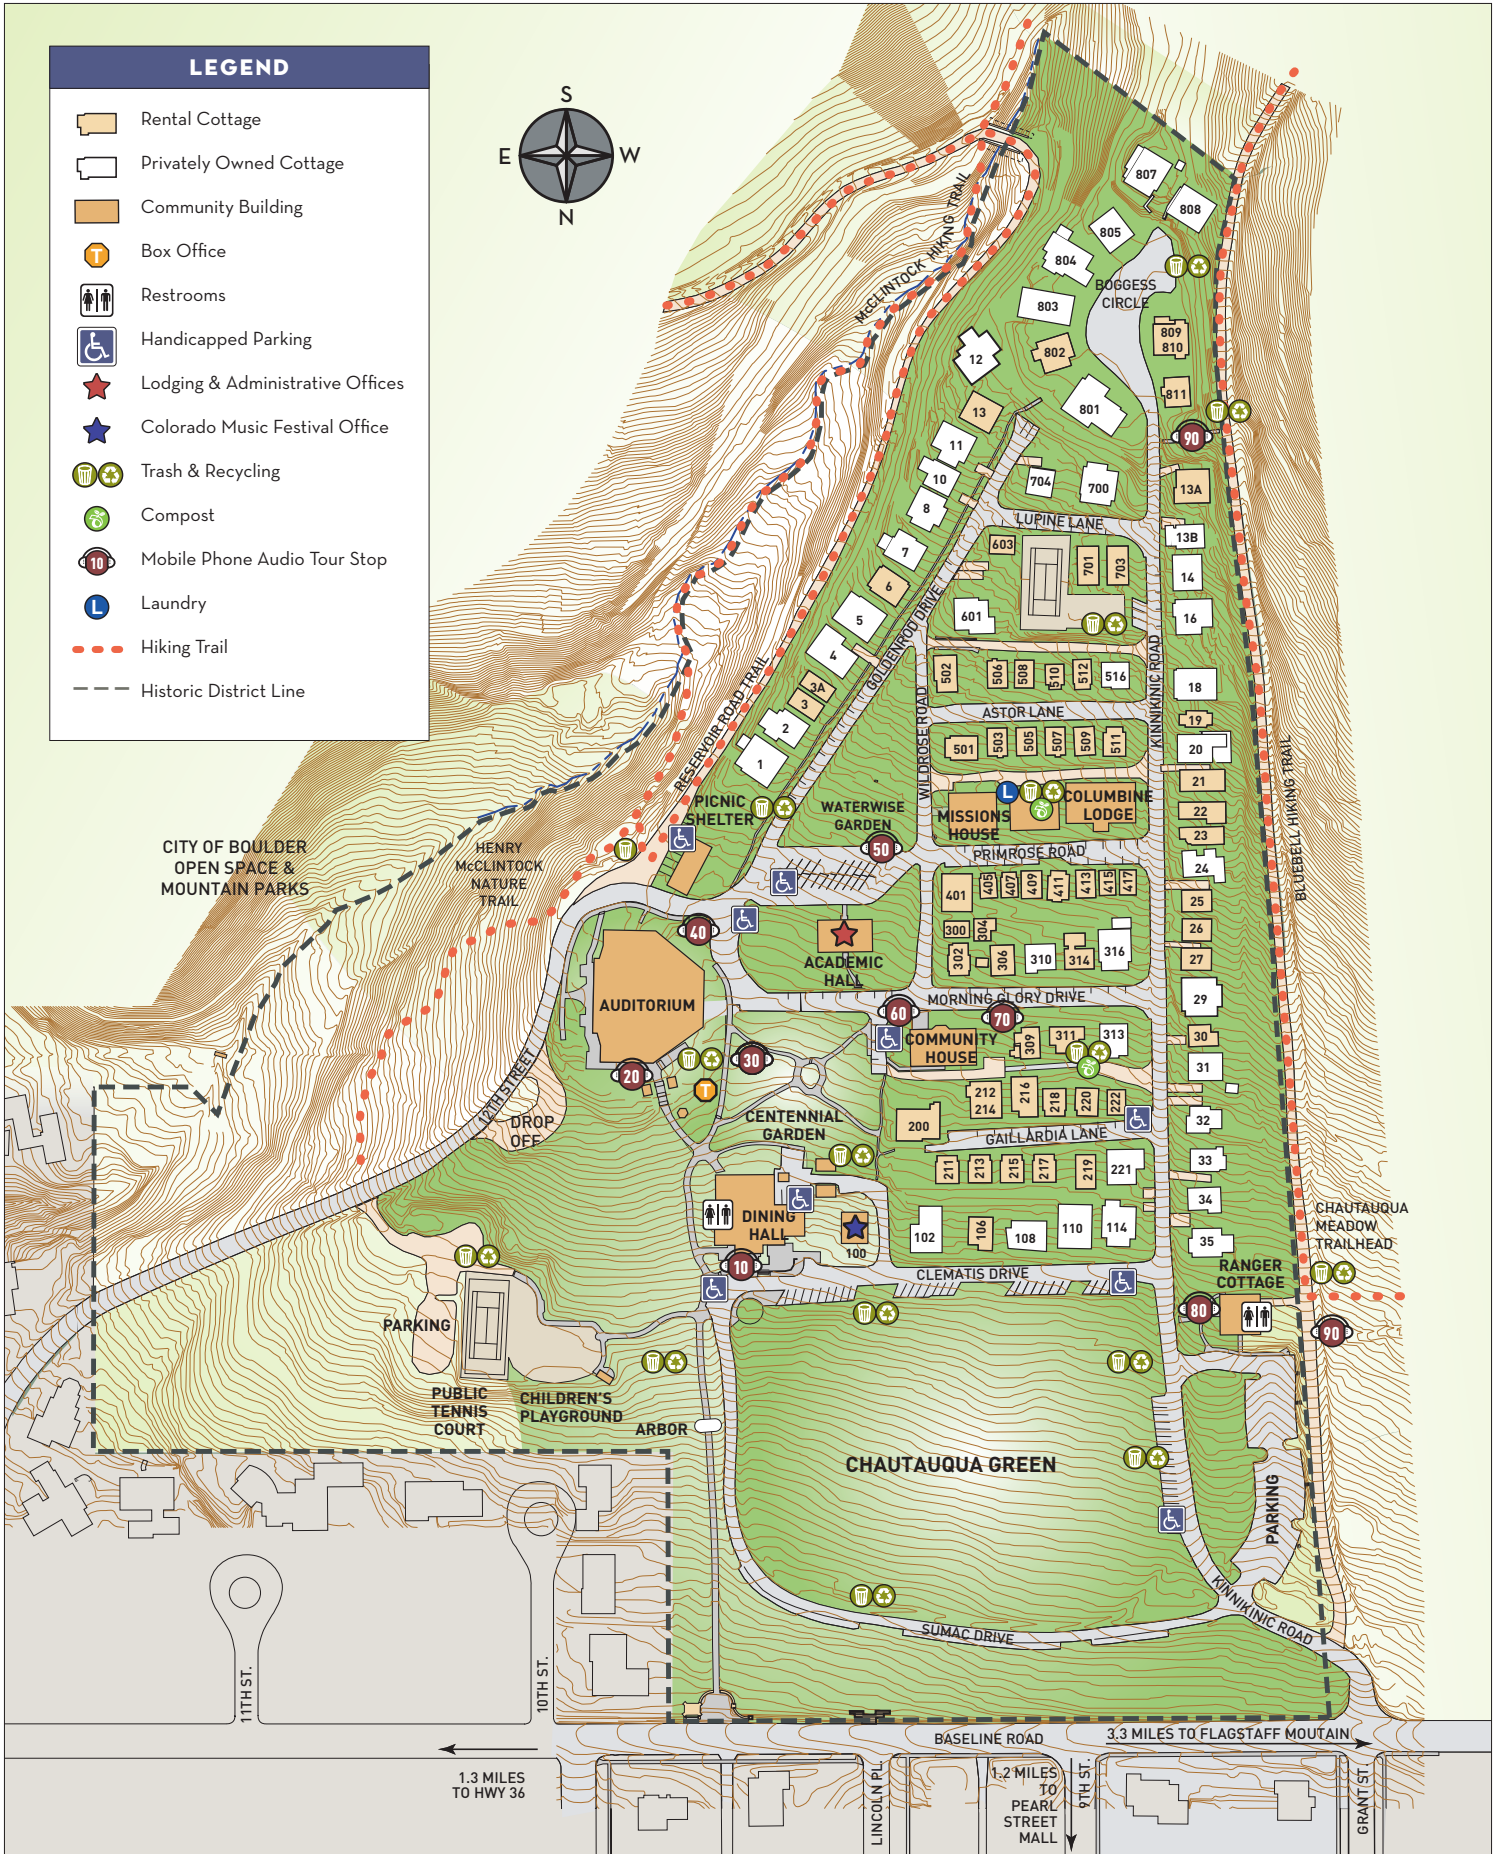 LEGEND
Rental Cottage
Privately Owned Cottage
Community Building
T
Box Office
Restrooms
Handicapped Parking
Lodging & Administrative Offices
Colorado Music Festival Office
Trash & Recycling
Compost
10
Mobile Phone Audio Tour Stop
L
Laundry
Hiking Trail
Historic District Line
S
E
W
N
McCLINTOCK HIKING TRAIL
807
808
805
804
BOGGESS
CIRCLE
803
809
810
802
12
811
801
13
90
11
10
704
700
13A
8
LUPINE LANE
13B
7
603
701
703
14
6
5
601
16
4
GOLDENROD DRIVE
KINNIKINIC ROAD
502
506
508
510
512
516
18
3A
3
WILDROSE ROAD
ASTOR LANE
19
2
501
503
505
507
509
511
20
1
RESERVOIR ROAD TRAIL
21
BLUEBELL HIKING TRAIL
PICNIC
SHELTER
WATERWISE
GARDEN
L
MISSIONS
HOUSE
COLUMBINE
LODGE
22
23
50
PRIMROSE ROAD
24
CITY OF BOULDER
OPEN SPACE &
MOUNTAIN PARKS
HENRY
McCLINTOCK
NATURE
TRAIL
401
405
407
409
411
413
415
417
25
40
300
304
26
302
306
310
314
316
27
ACADEMIC
HALL
AUDITORIUM
MORNING GLORY DRIVE
29
60
70
COMMUNITY
HOUSE
309
311
313
30
31
20
30
T
12TH STREET
DROP
OFF
212
214
216
218
220
222
CENTENNIAL
GARDEN
200
GAILLARDIA LANE
32
211
213
215
217
219
221
33
34
DINING
HALL
100
102
106
108
110
114
35
CHAUTAUQUA
MEADOW
TRAILHEAD
10
CLEMATIS DRIVE
RANGER
COTTAGE
80
90
PARKING
PUBLIC
TENNIS
COURT
CHILDREN'S
PLAYGROUND
ARBOR
CHAUTAUQUA GREEN
PARKING
KINNIKINIC ROAD
SUMAC DRIVE
11TH ST.
10TH ST.
BASELINE ROAD
3.3 MILES TO FLAGSTAFF MOUTAIN
1.3 MILES
TO HWY 36
LINCOLN PL.
1.2 MILES
TO
PEARL
STREET
MALL
9TH ST.
GRANT ST.